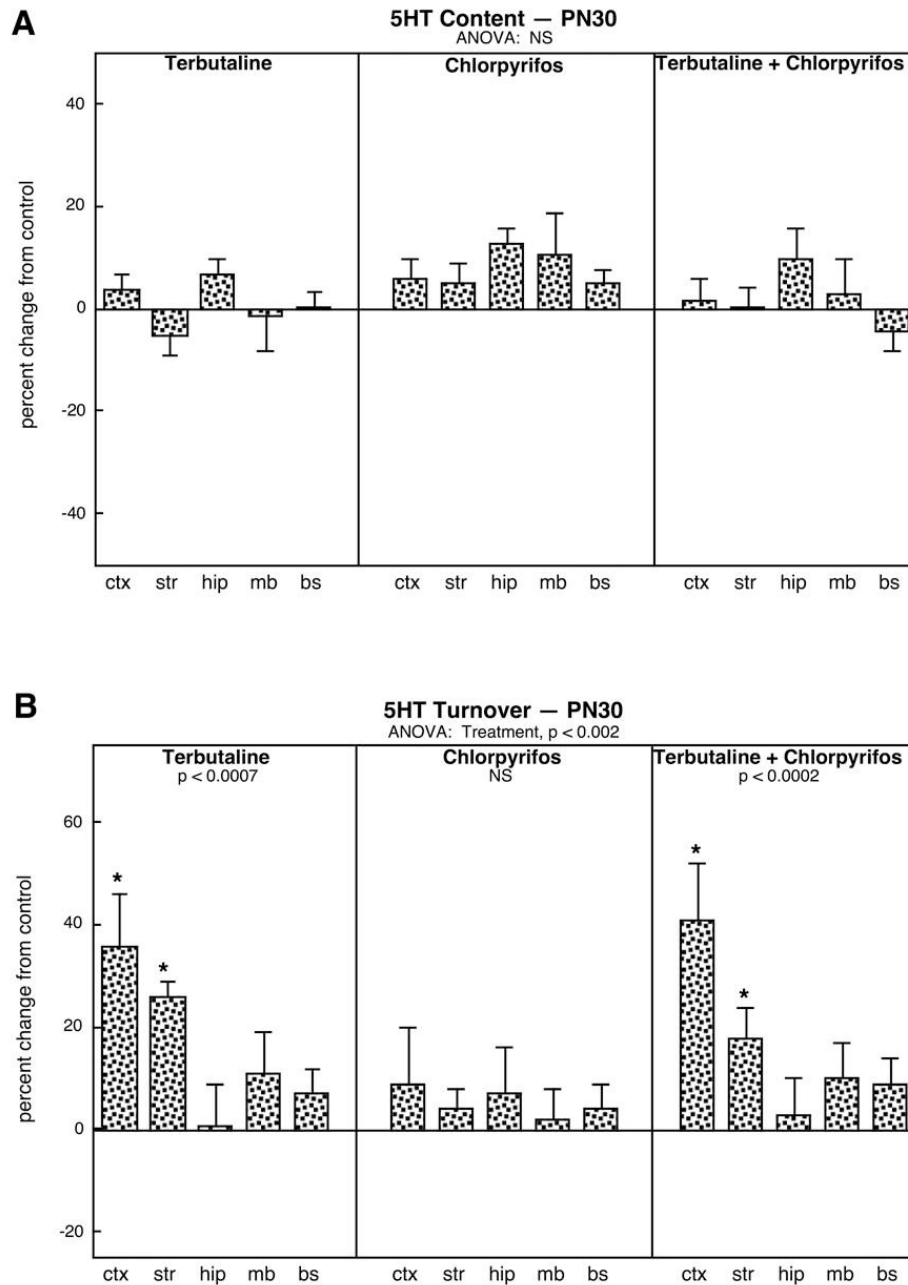 A
5HT Content — PN30
ANOVA: NS
Terbutaline
Chlorpyrifos
Terbutaline + Chlorpyrifos
percent change from control
40
20
0
-20
-40
ctx str hip mb bs
ctx str hip mb bs
ctx str hip mb bs
B
5HT Turnover — PN30
ANOVA: Treatment, p < 0.002
Terbutaline
p < 0.0007
Chlorpyrifos
NS
Terbutaline + Chlorpyrifos
p < 0.0002
percent change from control
60
40
20
0
-20
*
*
*
*
ctx str hip mb bs
ctx str hip mb bs
ctx str hip mb bs